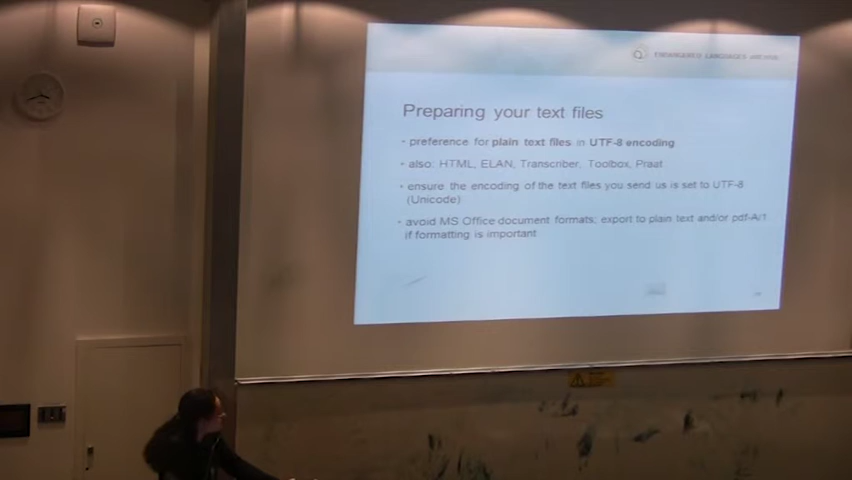 ENDANGERED LANGUAGES ARCHIVE
Preparing your text files
• preference for plain text files in UTF-8 encoding
• also: HTML, ELAN, Transcriber, Toolbox, Praat
• ensure the encoding of the text files you send us is set to UTF-8
(Unicode)
• avoid MS Office document formats; export to plain text and/or pdf-A/1
if formatting is important